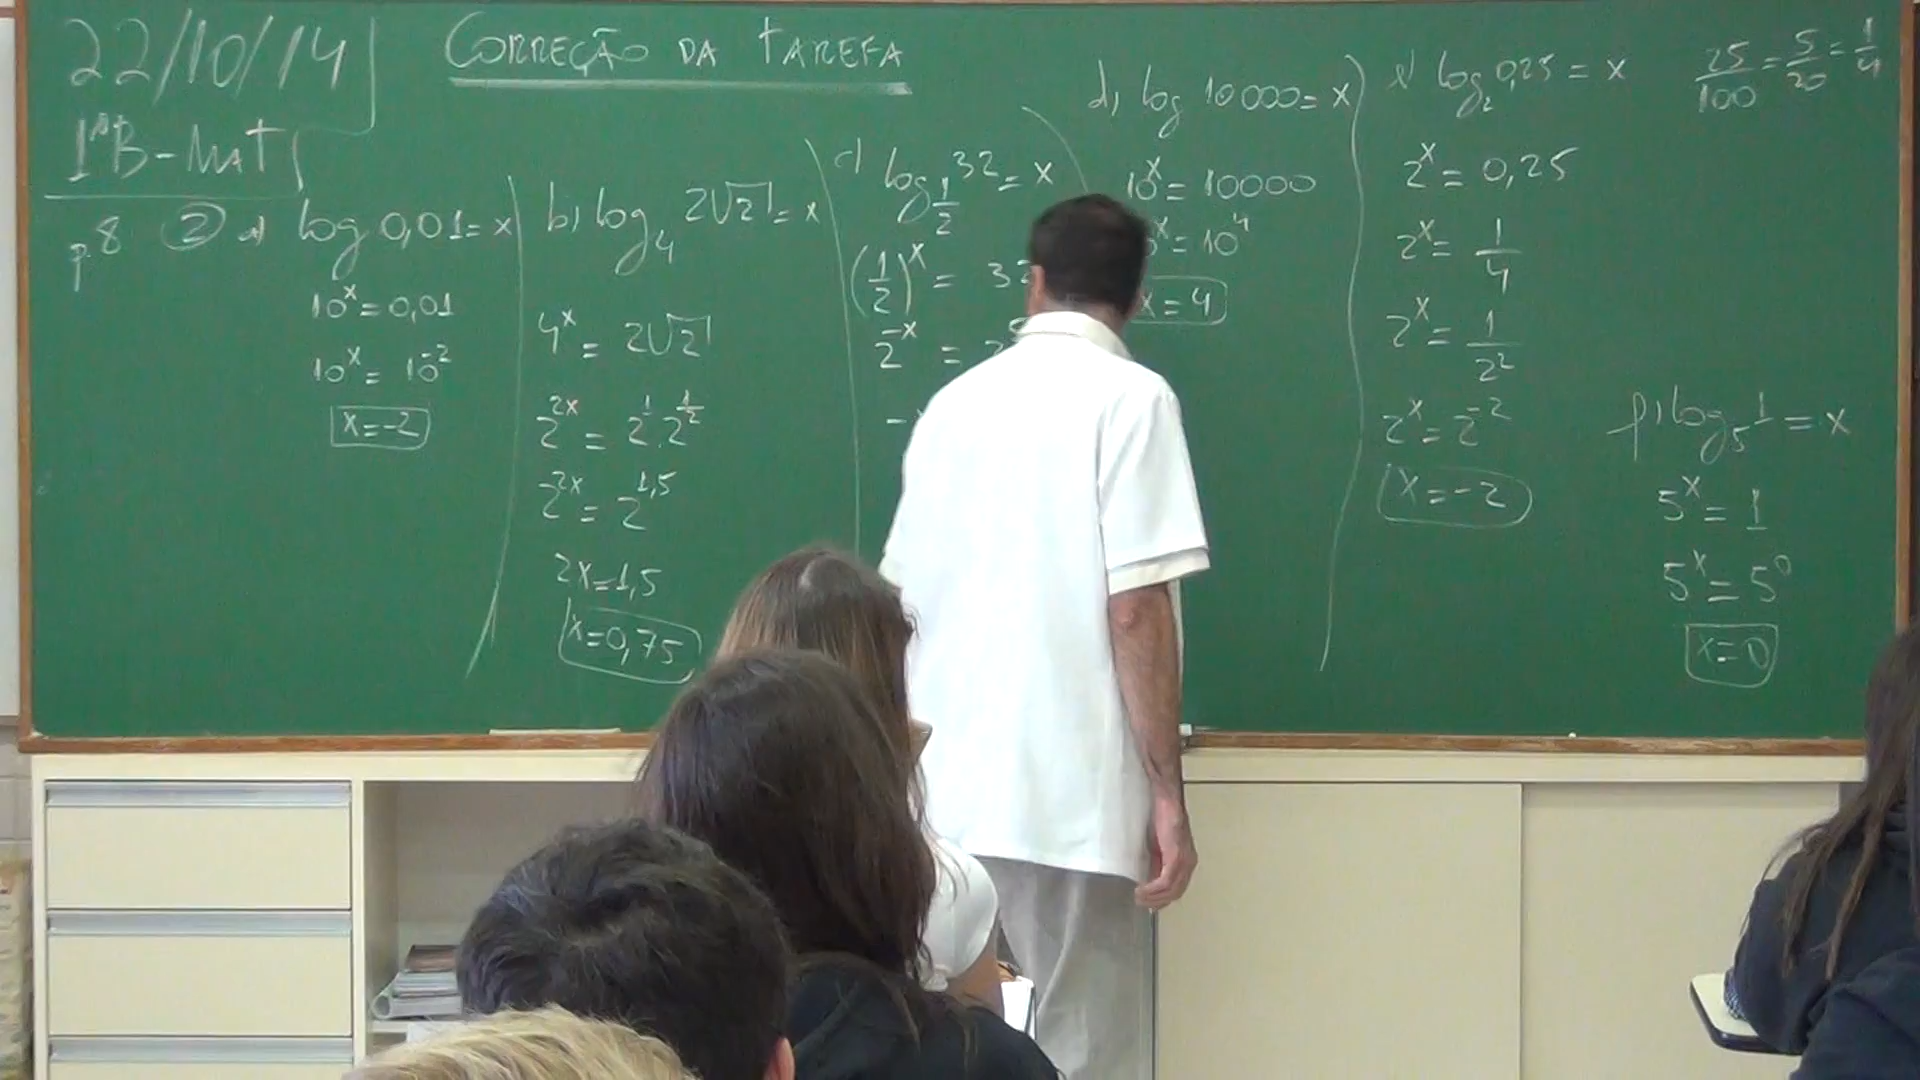 22/10/14
1ªB-MAT
CORREÇÃO DA TAREFA
p.8 2 a) log 0,01 = x
10^x = 0,01
10^x = 10^-2
x = -2
b) log_4 2√2 = x
4^x = 2√2
2^2x = 2^1 . 2^1/2
2^2x = 2^1,5
2x = 1,5
x = 0,75
c) log_1/2 32 = x
(1/2)^x = 32
2^-x =
d) log 10000 = x
10^x = 10000
^x = 10^4
x = 4
e) log_2 0,25 = x
25/100 = 5/20 = 1/4
2^x = 0,25
2^x = 1/4
2^x = 1/2^2
2^x = 2^-2
x = -2
f) log_5 1 = x
5^x = 1
5^x = 5^0
x = 0